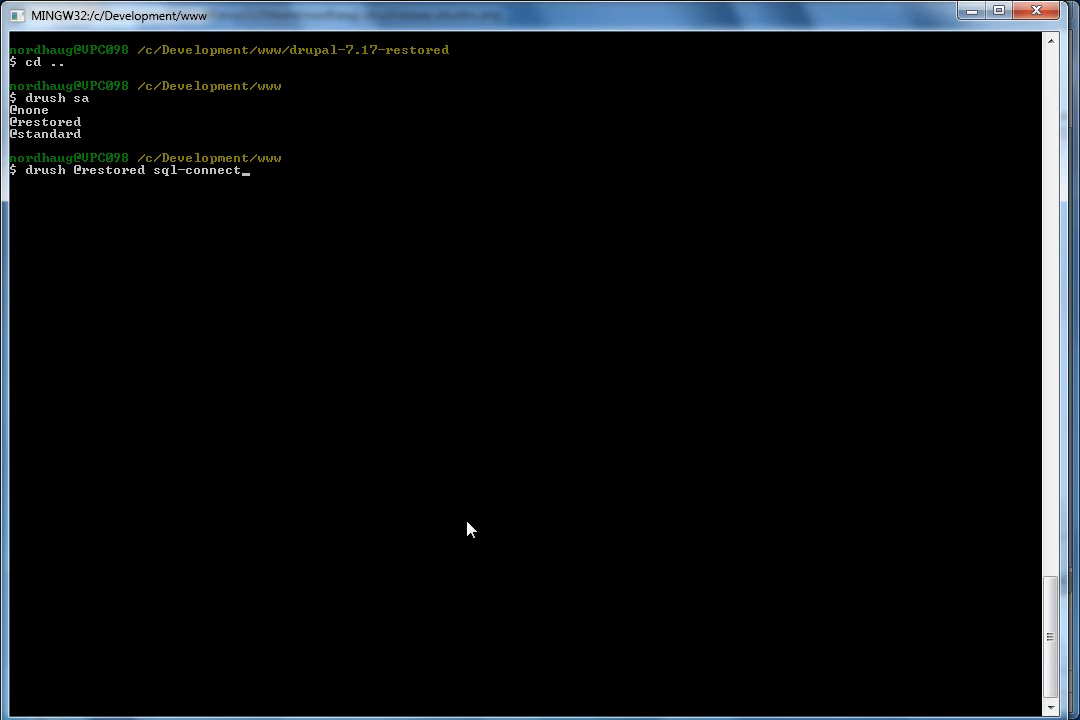 MINGW32:/c/Development/www
nordhaug@VPC098 /c/Development/www/drupal-7.17-restored
$ cd ..
nordhaug@VPC098 /c/Development/www
$ drush sa
@none
@restored
@standard
nordhaug@VPC098 /c/Development/www
$ drush @restored sql-connect_